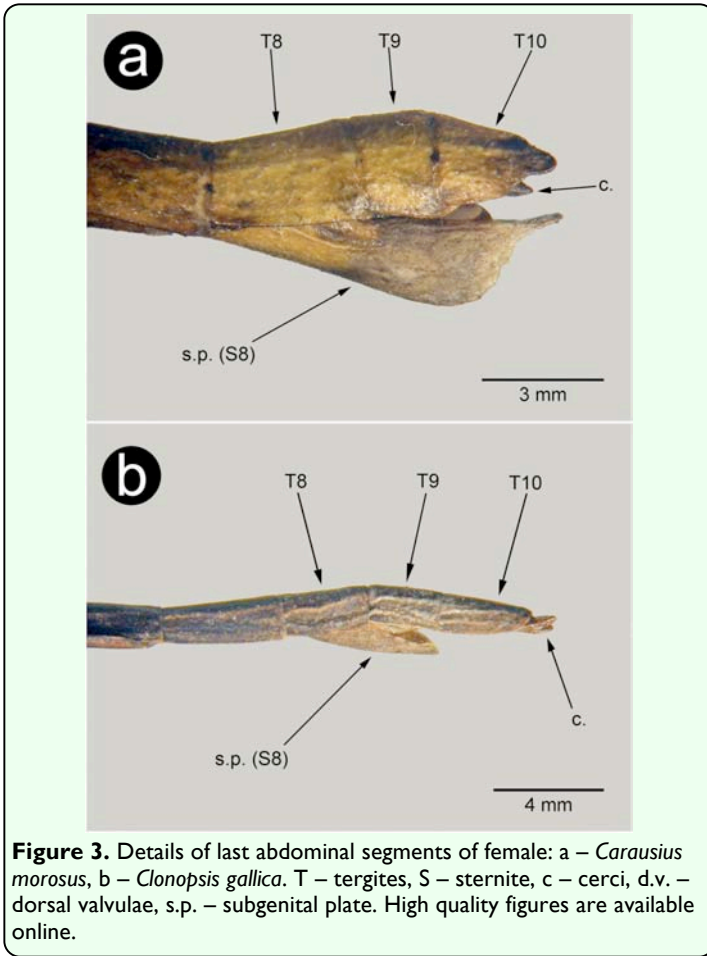 a
T8 T9 T10
c.
s.p. (S8)
3 mm
b
T8 T9 T10
c.
s.p. (S8)
4 mm
Figure 3. Details of last abdominal segments of female: a – Carausius
morosus, b – Clonopsis gallica. T – tergites, S – sternite, c – cerci, d.v. –
dorsal valvulae, s.p. – subgenital plate. High quality figures are available
online.